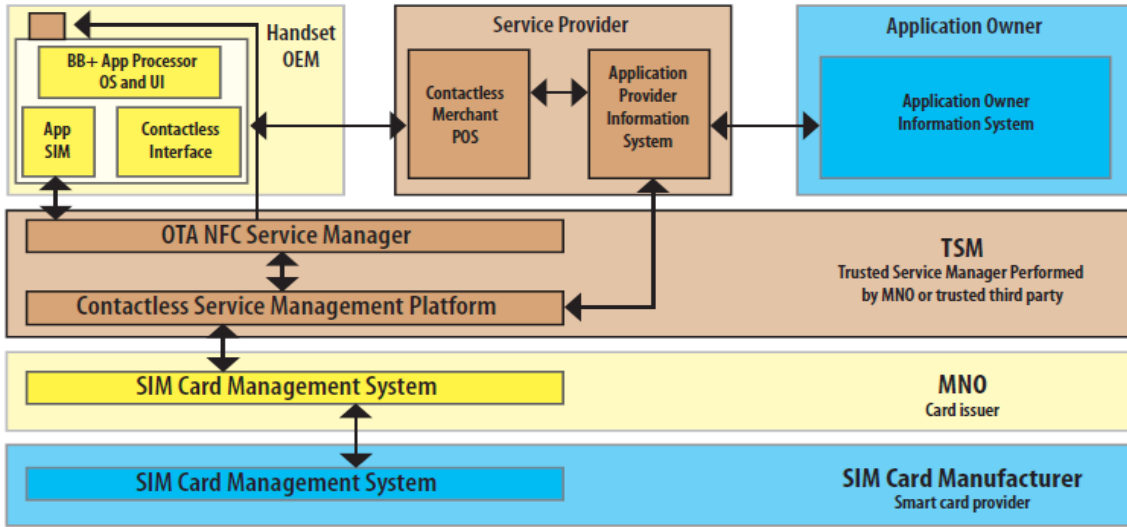 Handset
OEM
BB+ App Processor
OS and UI
App
SIM
Contactless
Interface
Service Provider
Contactless
Merchant
POS
Application
Provider
Information
System
Application Owner
Application Owner
Information System
OTA NFC Service Manager
Contactless Service Management Platform
TSM
Trusted Service Manager Performed
by MNO or trusted third party
SIM Card Management System
MNO
Card issuer
SIM Card Management System
SIM Card Manufacturer
Smart card provider